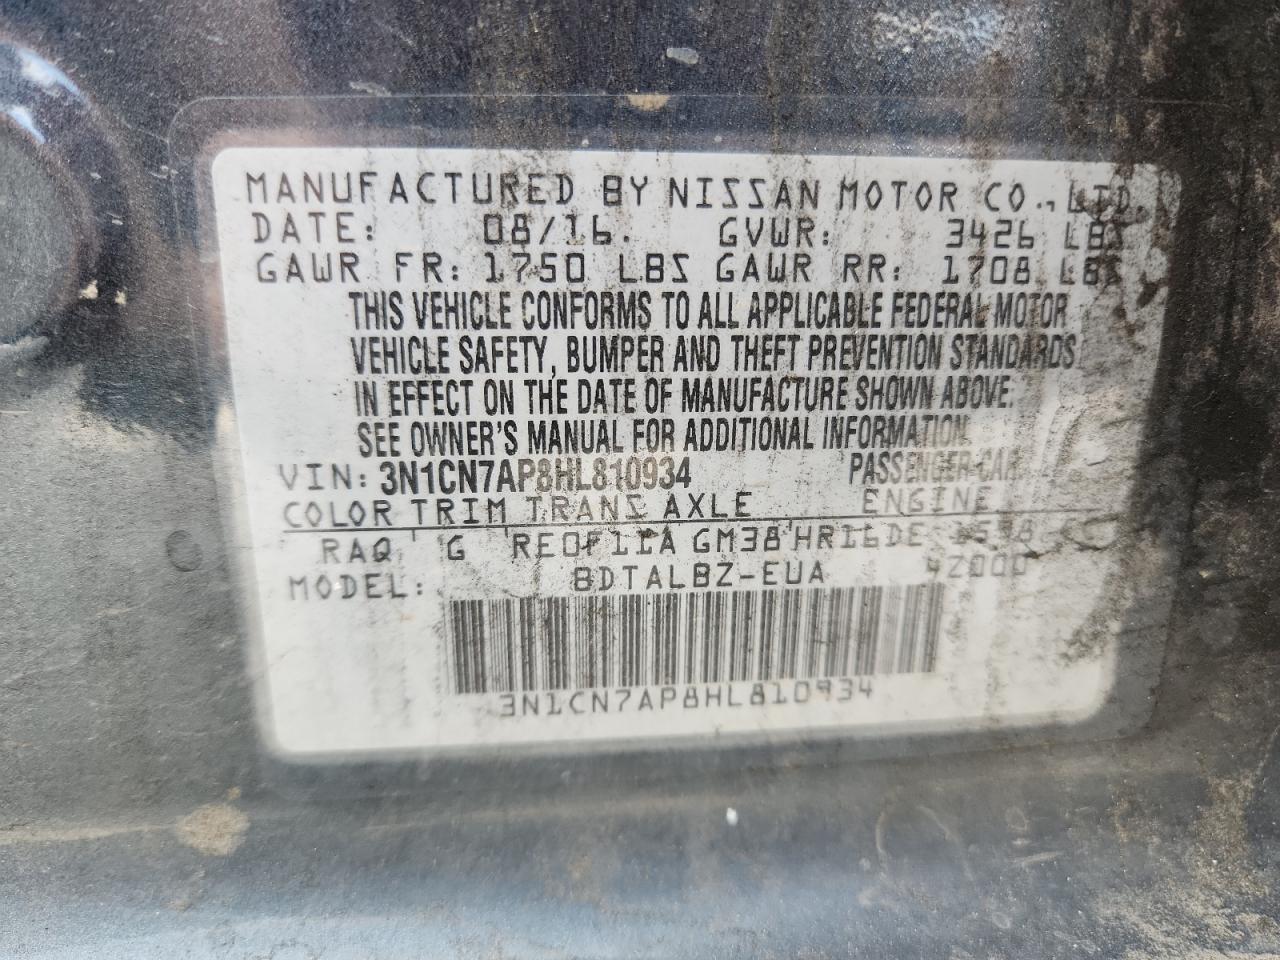 MANUFACTURED BY NISSAN MOTOR CO., LTD.
DATE: 08/16. GVWR: 3426 LBS
GAWR FR: 1750 LBS GAWR RR: 1708 LBS
THIS VEHICLE CONFORMS TO ALL APPLICABLE FEDERAL MOTOR
VEHICLE SAFETY, BUMPER AND THEFT PREVENTION STANDARDS
IN EFFECT ON THE DATE OF MANUFACTURE SHOWN ABOVE.
SEE OWNER'S MANUAL FOR ADDITIONAL INFORMATION.
VIN: 3N1CN7AP8HL810934 PASSENGER CAR
COLOR TRIM TRANS AXLE ENGINE
RAQ G RE0F11A GM38 HR16DE 1598
MODEL: BDTALBZ-EUA 4Z000
3N1CN7AP8HL810934